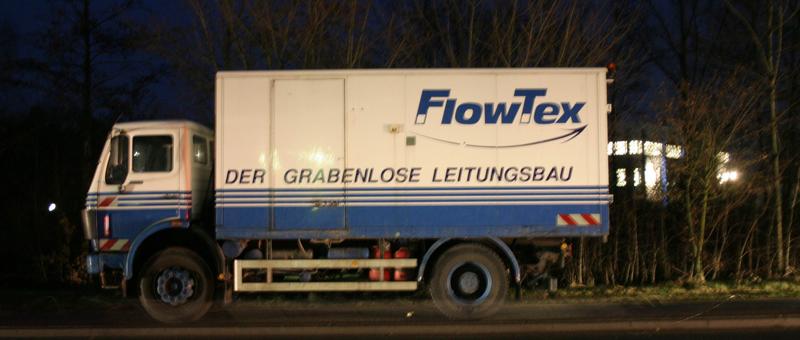 FlowTex
DER GRABENLOSE LEITUNGSBAU